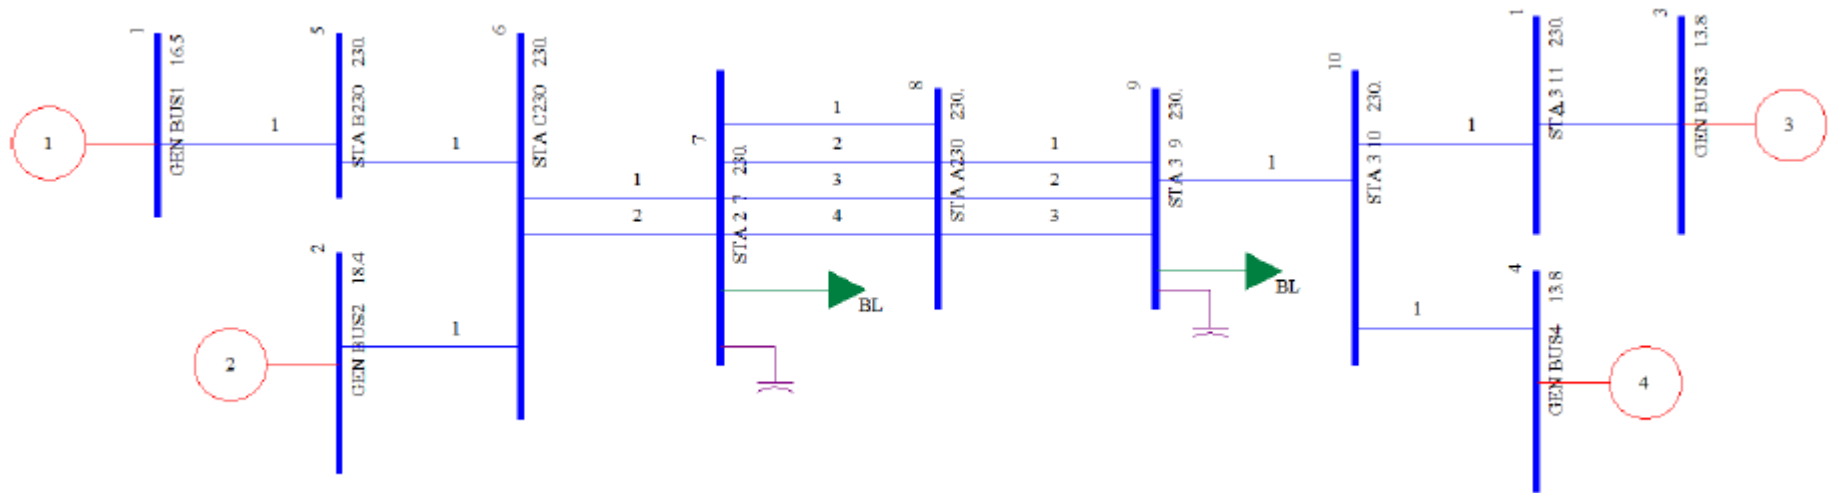 1
1
GEN BUS1 16.5
1
5
STA B230 230.
1
2
2
GEN BUS2 18.4
1
6
STA C230 230.
1
2
7
STA 2 7 230.
1
2
3
4
BL
8
STA A230 230.
1
2
3
9
STA 3 9 230.
BL
1
10
STA 3 10 230.
1
1
1
STA 3 11 230.
3
GEN BUS3 13.8
3
4
GEN BUS4 13.8
4